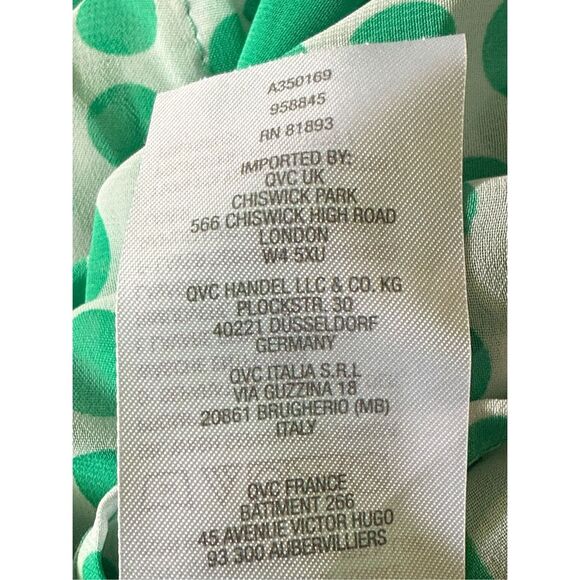 A350169
958845
RN 81893
IMPORTED BY:
QVC UK
CHISWICK PARK
566 CHISWICK HIGH ROAD
LONDON
W4 5XU
QVC HANDEL LLC & CO. KG
PLOCKSTR. 30
40221 DUSSELDORF
GERMANY
QVC ITALIA S.R.L
VIA GUZZINA 18
20861 BRUGHERIO (MB)
ITALY
QVC FRANCE
BATIMENT 266
45 AVENUE VICTOR HUGO
93 300 AUBERVILLIERS